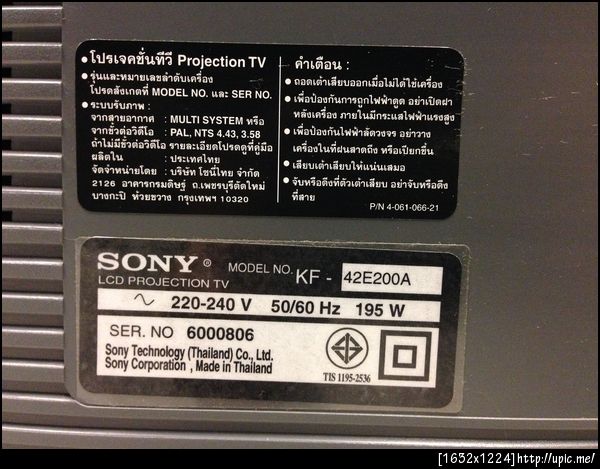 • โปรเจคชั่นทีวี Projection TV
• รุ่นและหมายเลขลำดับเครื่อง
โปรดสังเกตที่ MODEL NO. และ SER NO.
• ระบบรับภาพ :
จากสายอากาศ : MULTI SYSTEM หรือ
จากขั้วต่อวิดีโอ : PAL, NTS 4.43, 3.58
ถ้าไม่มีขั้วต่อวิดีโอ รายละเอียดโปรดดูที่คู่มือ
ผลิตใน : ประเทศไทย
จัดจำหน่ายโดย : บริษัท โซนี่ไทย จำกัด
2126 อาคารกรมดิษฐ์ ถ.เพชรบุรีตัดใหม่
บางกะปิ ห้วยขวาง กรุงเทพฯ 10320
คำเตือน :
• ถอดเต้าเสียบออกเมื่อไม่ได้ใช้เครื่อง
• เพื่อป้องกันการถูกไฟฟ้าดูด อย่าเปิดฝา
หลังเครื่อง ภายในมีกระแสไฟฟ้าแรงสูง
• เพื่อป้องกันไฟฟ้าลัดวงจร อย่าวาง
เครื่องในที่ฝนสาดถึง หรือเปียกชื้น
• เสียบเต้าเสียบให้แน่นเสมอ
• จับหรือดึงที่ตัวเต้าเสียบ อย่าจับหรือดึง
ที่สาย
P/N 4-061-066-21
SONY ® MODEL NO. KF - 42E200A
LCD PROJECTION TV
~ 220-240 V 50/60 Hz 195 W
SER. NO 6000806
Sony Technology (Thailand) Co., Ltd.
Sony Corporation , Made in Thailand
TIS 1195-2536
[1652x1224]http://upic.me/